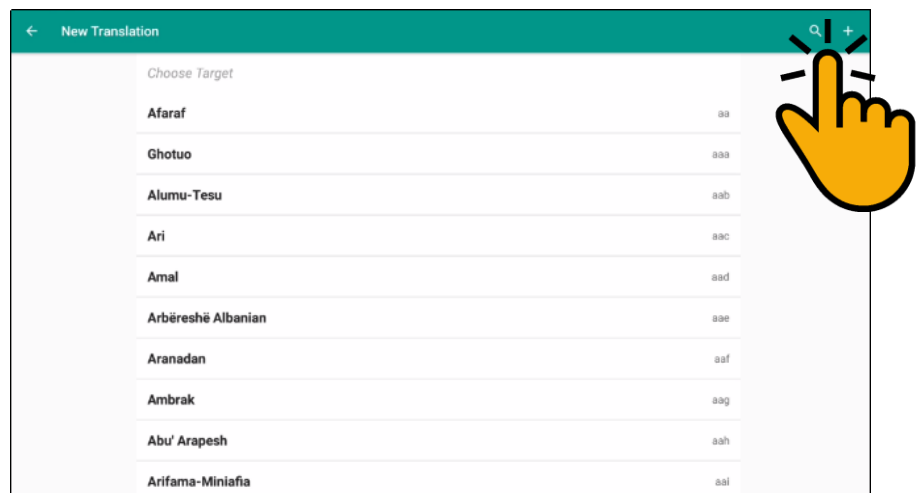 New Translation
Choose Target
Afaraf aa
Ghotuo aaa
Alumu-Tesu aab
Ari aac
Amal aad
Arbëreshë Albanian aae
Aranadan aaf
Ambrak aag
Abu' Arapesh aah
Arifama-Miniafia aai